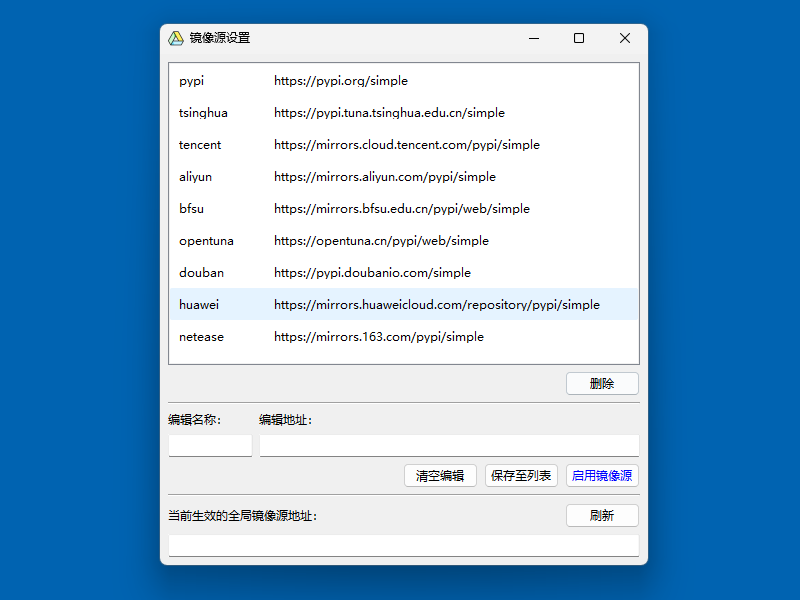 镜像源设置
pypi https://pypi.org/simple
tsinghua https://pypi.tuna.tsinghua.edu.cn/simple
tencent https://mirrors.cloud.tencent.com/pypi/simple
aliyun https://mirrors.aliyun.com/pypi/simple
bfsu https://mirrors.bfsu.edu.cn/pypi/web/simple
opentuna https://opentuna.cn/pypi/web/simple
douban https://pypi.doubanio.com/simple
huawei https://mirrors.huaweicloud.com/repository/pypi/simple
netease https://mirrors.163.com/pypi/simple
删除
编辑名称: 编辑地址:
清空编辑 保存至列表 启用镜像源
当前生效的全局镜像源地址: 刷新